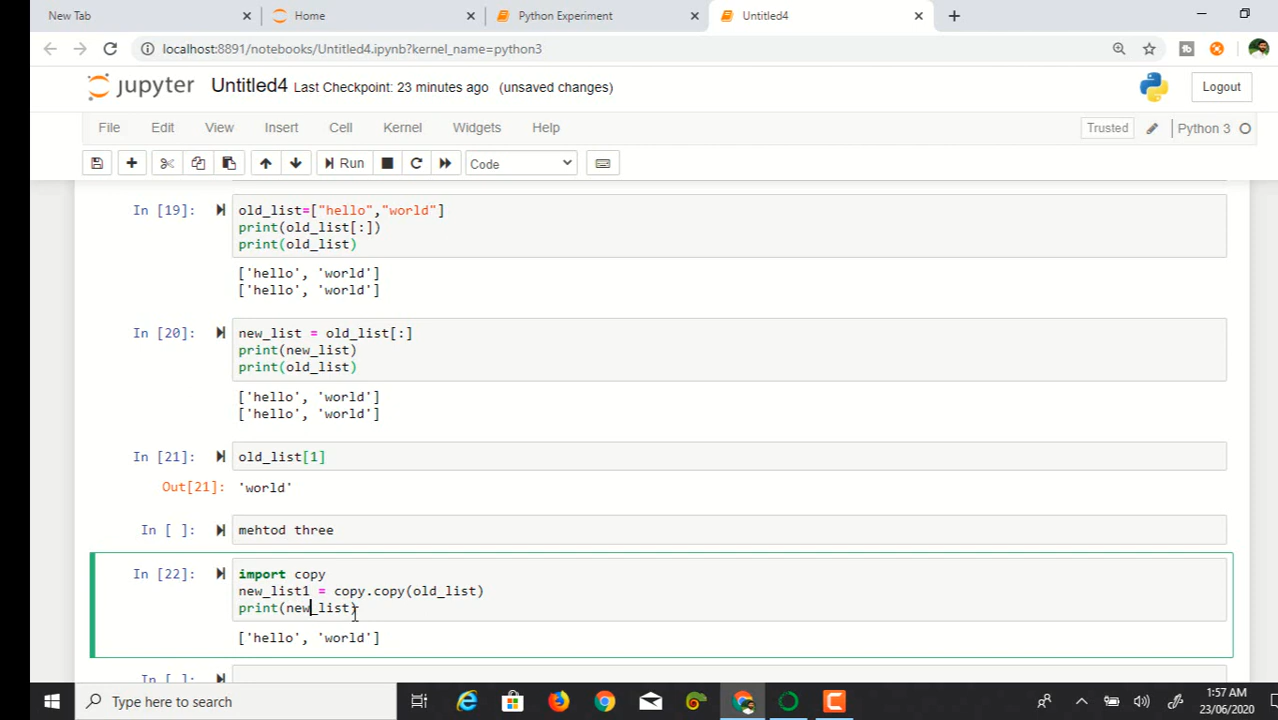 New Tab
Home
Python Experiment
Untitled4
localhost:8891/notebooks/Untitled4.ipynb?kernel_name=python3
jupyter Untitled4 Last Checkpoint: 23 minutes ago (unsaved changes)
Logout
File Edit View Insert Cell Kernel Widgets Help
Trusted
Python 3
Run
Code
In [19]:
old_list=["hello","world"]
print(old_list[:])
print(old_list)
['hello', 'world']
['hello', 'world']
In [20]:
new_list = old_list[:]
print(new_list)
print(old_list)
['hello', 'world']
['hello', 'world']
In [21]:
old_list[1]
Out[21]:
'world'
In [ ]:
mehtod three
In [22]:
import copy
new_list1 = copy.copy(old_list)
print(new_list)
['hello', 'world']
In [ ]:
Type here to search
1:57 AM
23/06/2020